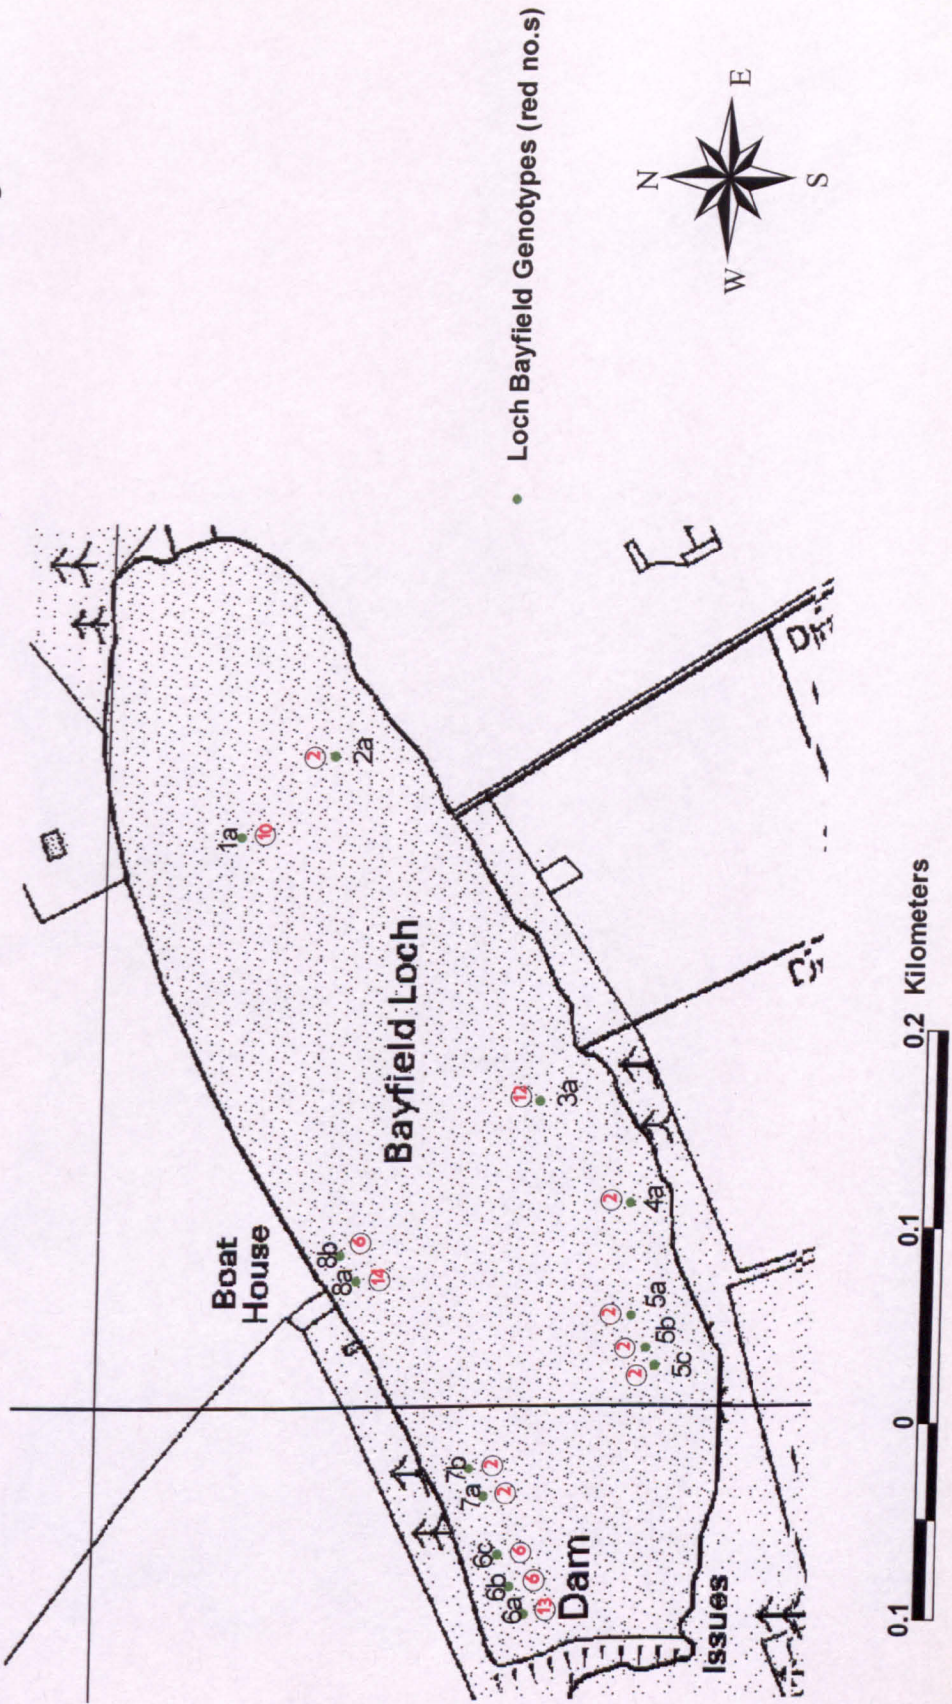 Loch Bayfield Genotypes (red no.s)
N
W
E
S
Boat
House
Bayfield Loch
Dam
Issues
1a
10
2
2a
12
3a
2
4a
8b
6
8a
14
2
5a
2
5b
2
5c
7b
2
7a
2
6c
6
6b
6
6a
13
0.1
0
0.1
0.2 Kilometers